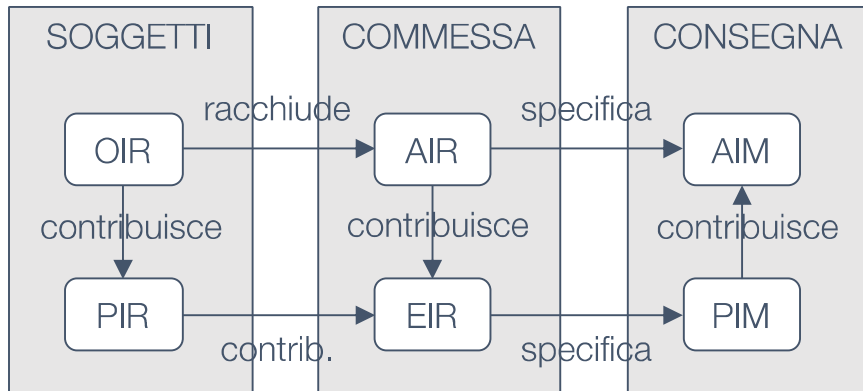 SOGGETTI
COMMESSA
CONSEGNA
racchiude
specifica
OIR
AIR
AIM
contribuisce
contribuisce
contribuisce
PIR
EIR
PIM
contrib.
specifica